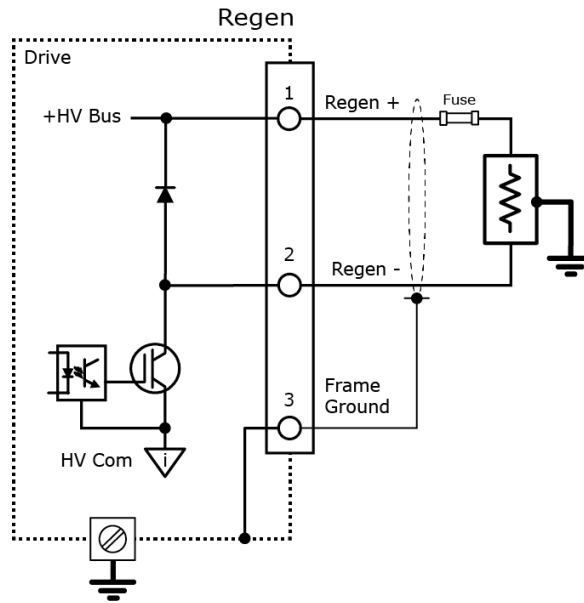 Regen
Drive
1
Regen +
Fuse
+HV Bus
2
Regen -
Frame
Ground
3
HV Com
i